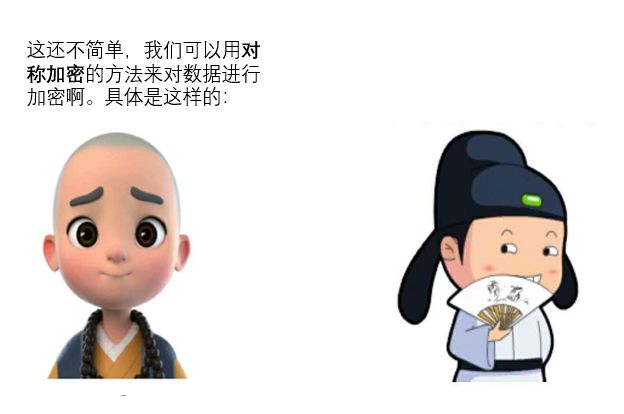 这还不简单，我们可以用对
称加密的方法来对数据进行
加密啊。具体是这样的：